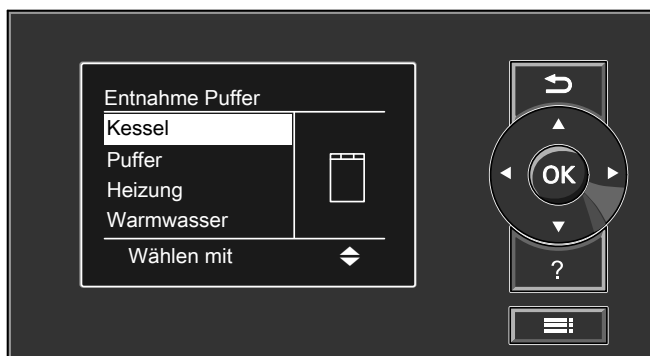 Entnahme Puffer
Kessel
Puffer
Heizung
Warmwasser
Wählen mit
OK
?